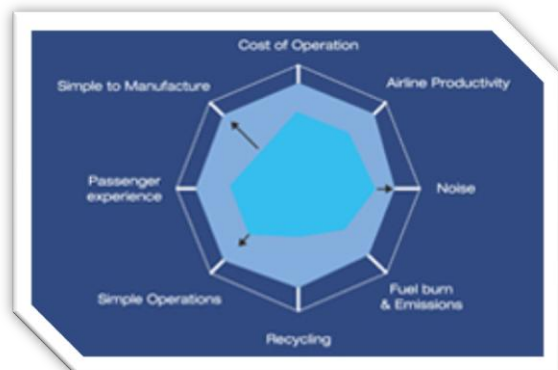 Cost of Operation
Simple to Manufacture
Airline Productivity
Passenger
experience
Noise
Simple Operations
Fuel burn
& Emissions
Recycling